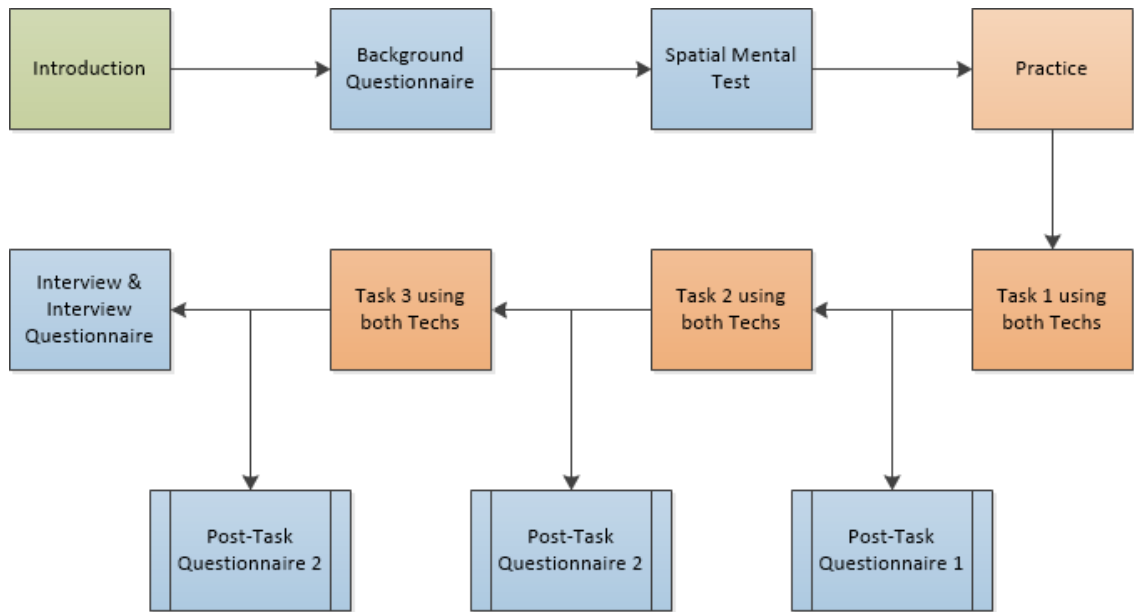 Introduction
Background
Questionnaire
Spatial Mental
Test
Practice
Interview &
Interview
Questionnaire
Task 3 using
both Techs
Task 2 using
both Techs
Task 1 using
both Techs
Post-Task
Questionnaire 2
Post-Task
Questionnaire 2
Post-Task
Questionnaire 1